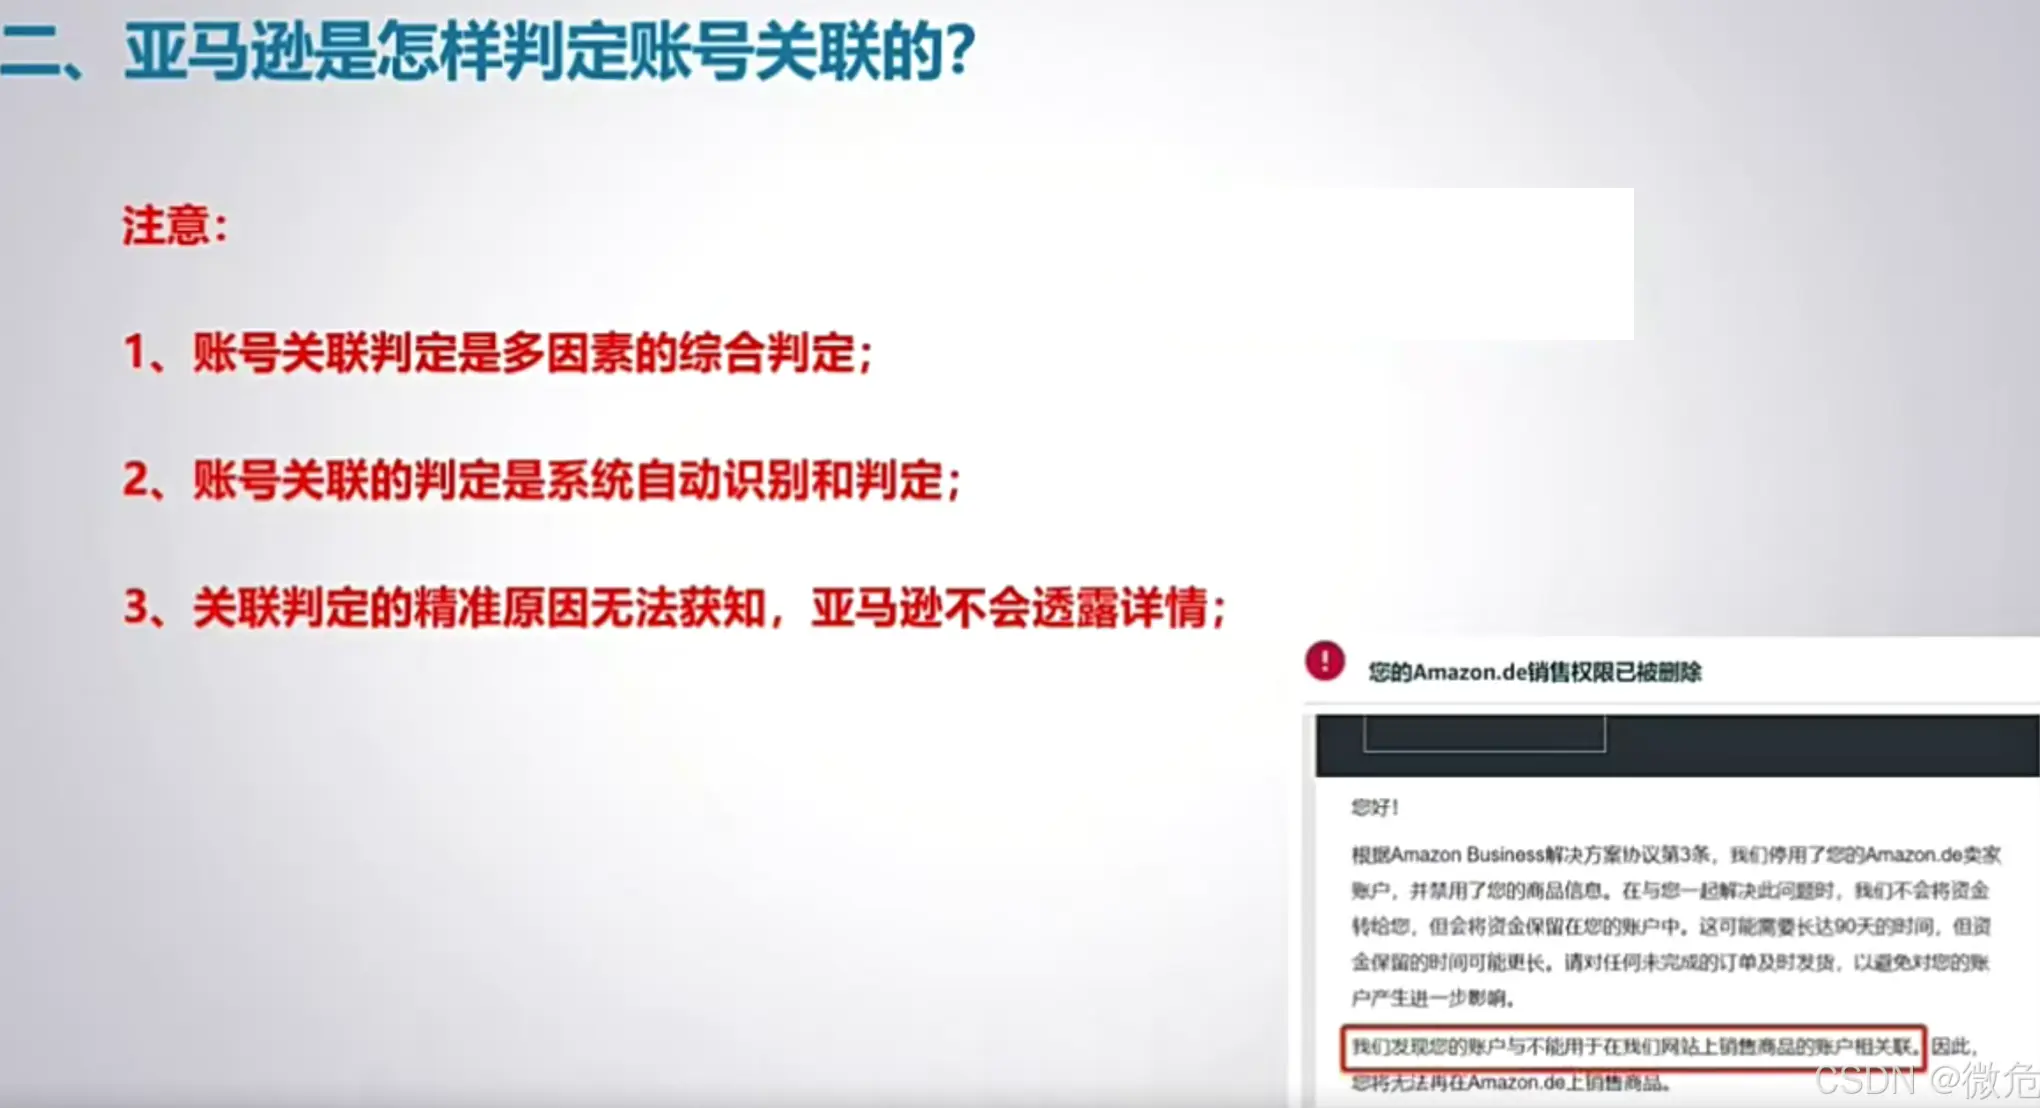 二、亚马逊是怎样判定账号关联的?
注意：
1、账号关联判定是多因素的综合判定；
2、账号关联的判定是系统自动识别和判定；
3、关联判定的精准原因无法获知，亚马逊不会透露详情；
您的Amazon.de销售权限已被删除
您好！
根据Amazon Business解决方案协议第3条，我们停用了您的Amazon.de卖家
账户，并禁用了您的商品信息。在与您一起解决此问题时，我们不会将资金
转给您，但会将资金保留在您的账户中。这可能需要长达90天的时间，但资
金保留的时间可能更长。请对任何未完成的订单及时发货，以避免对您的账
户产生进一步影响。
我们发现您的账户与不能用于在我们网站上销售商品的账户相关联。因此，
您将无法再在Amazon.de上销售商品。
CSDN @微危